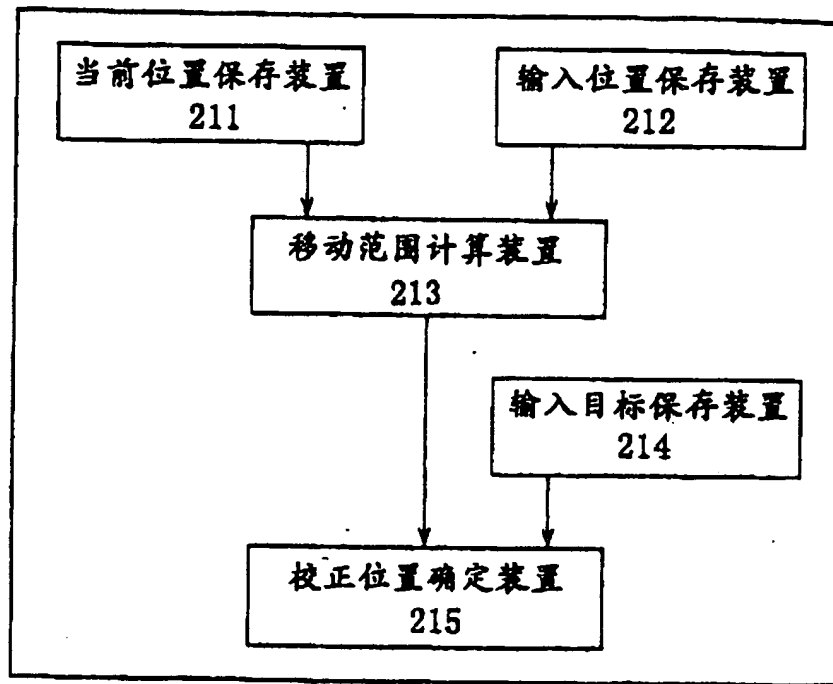 当前位置保存装置
211
输入位置保存装置
212
移动范围计算装置
213
输入目标保存装置
214
校正位置确定装置
215